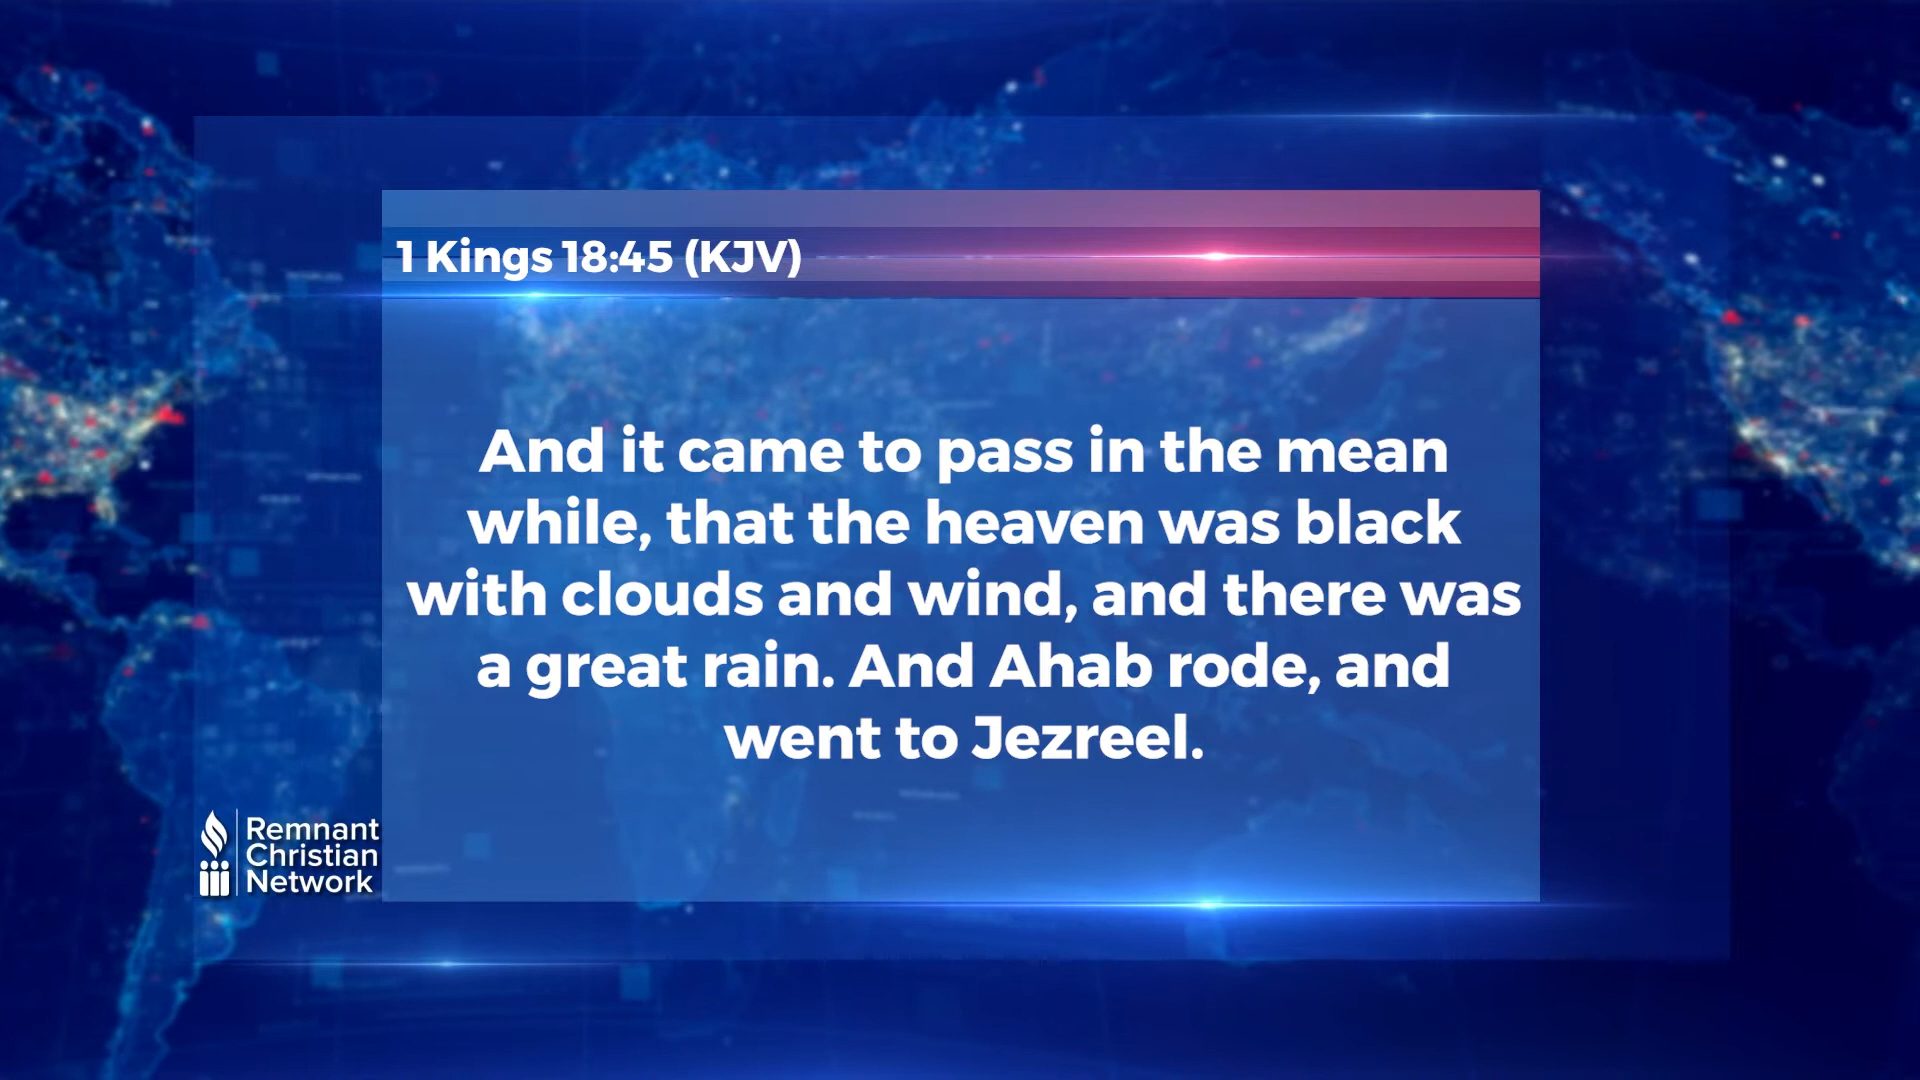 1 Kings 18:45 (KJV)
And it came to pass in the mean
while, that the heaven was black
with clouds and wind, and there was
a great rain. And Ahab rode, and
went to Jezreel.
Remnant
Christian
Network